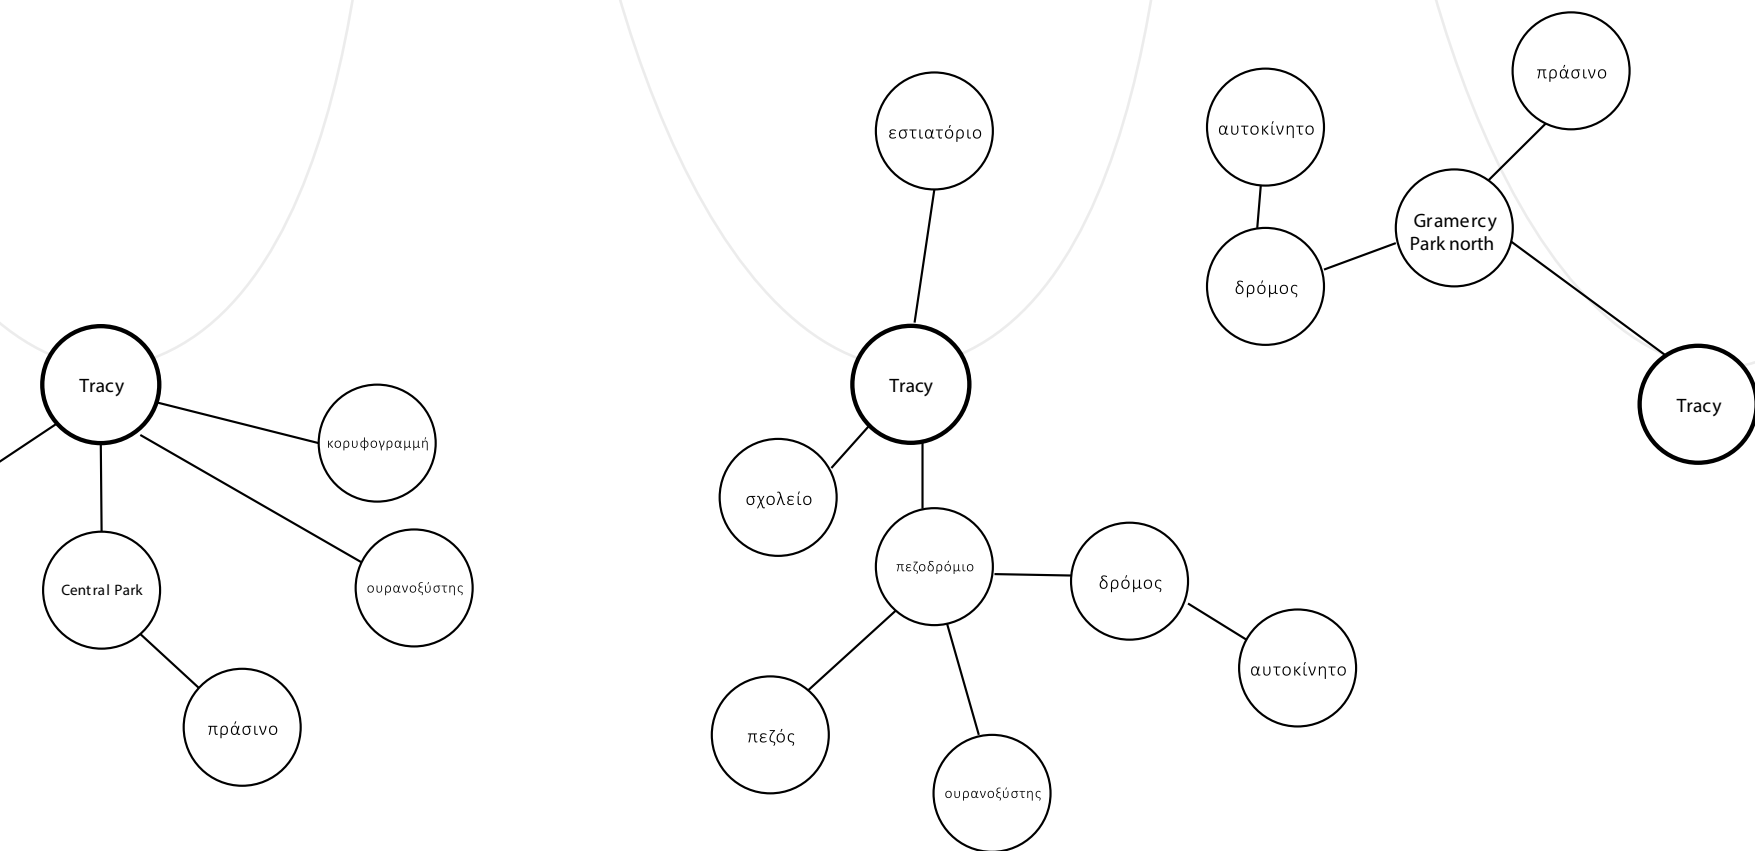 Tracy
κορυφογραμμή
ουρανοξύστης
Central Park
πράσινο
εστιατόριο
Tracy
σχολείο
πεζοδρόμιο
δρόμος
αυτοκίνητο
πεζός
ουρανοξύστης
πράσινο
αυτοκίνητο
Gramercy
Park north
δρόμος
Tracy